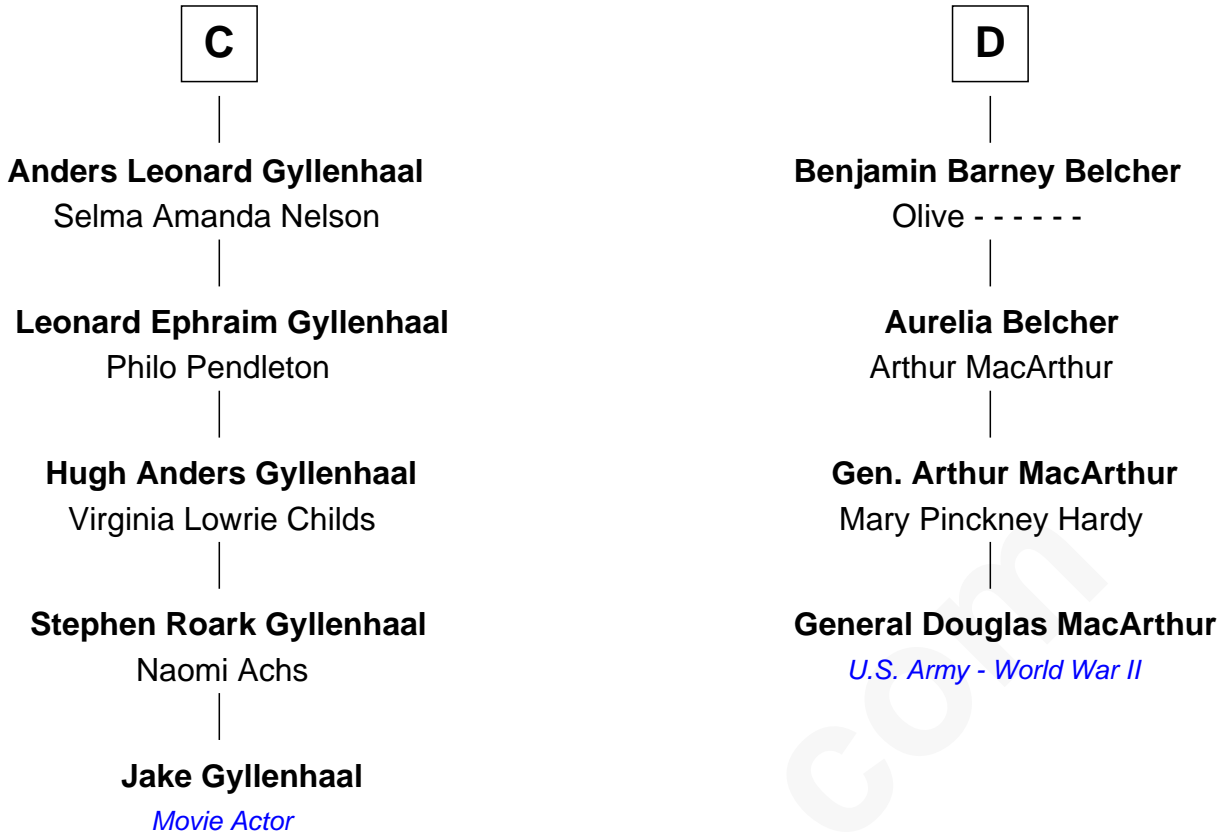 C
Anders Leonard Gyllenhaal
Selma Amanda Nelson
Leonard Ephraim Gyllenhaal
Philo Pendleton
Hugh Anders Gyllenhaal
Virginia Lowrie Childs
Stephen Roark Gyllenhaal
Naomi Achs
Jake Gyllenhaal
Movie Actor
D
Benjamin Barney Belcher
Olive - - - - - -
Aurelia Belcher
Arthur MacArthur
Gen. Arthur MacArthur
Mary Pinckney Hardy
General Douglas MacArthur
U.S. Army - World War II
com